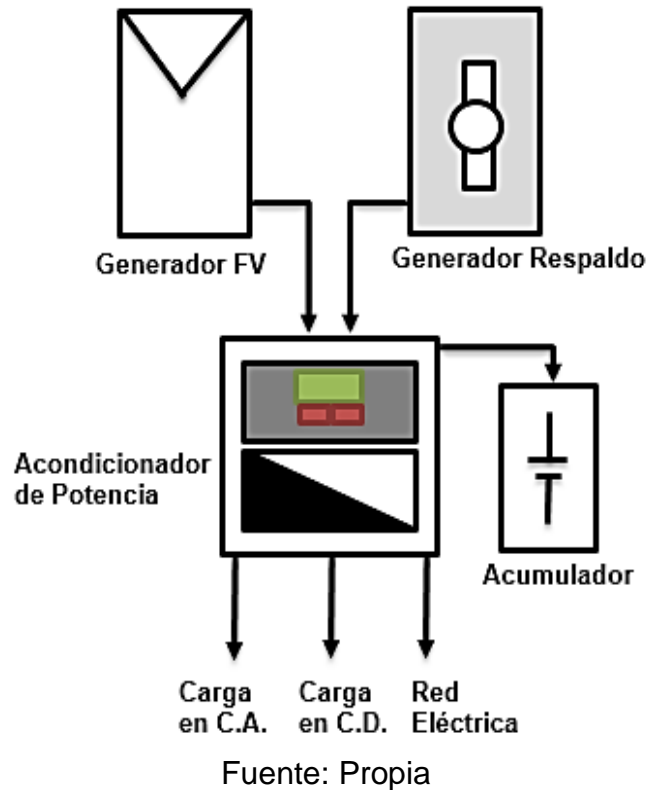 Generador FV
Generador Respaldo
Acondicionador
de Potencia
Acumulador
Carga
en C.A.
Carga
en C.D.
Red
Eléctrica
Fuente: Propia